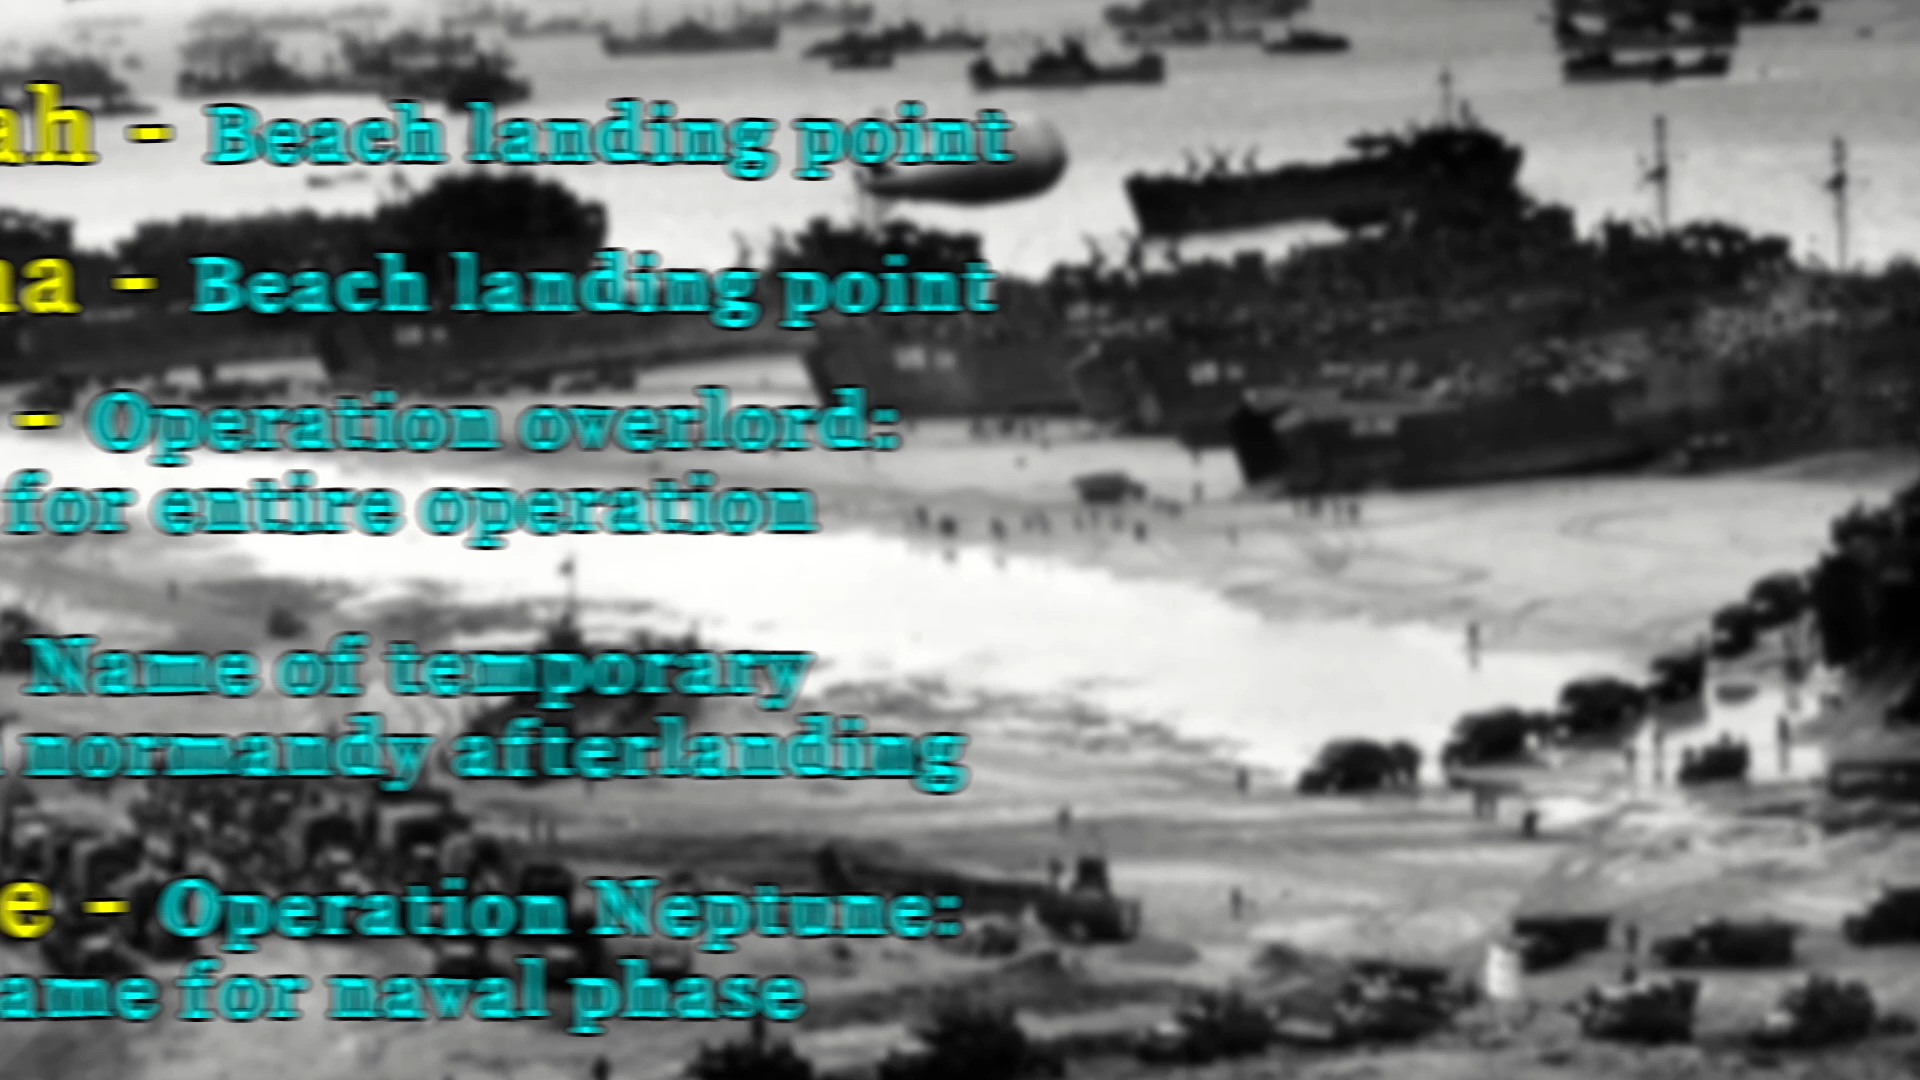 ah - Beach landing point
na - Beach landing point
- Operation overlord:
for entire operation
Name of temporary
normandy afterlanding
e - Operation Neptune:
ame for naval phase